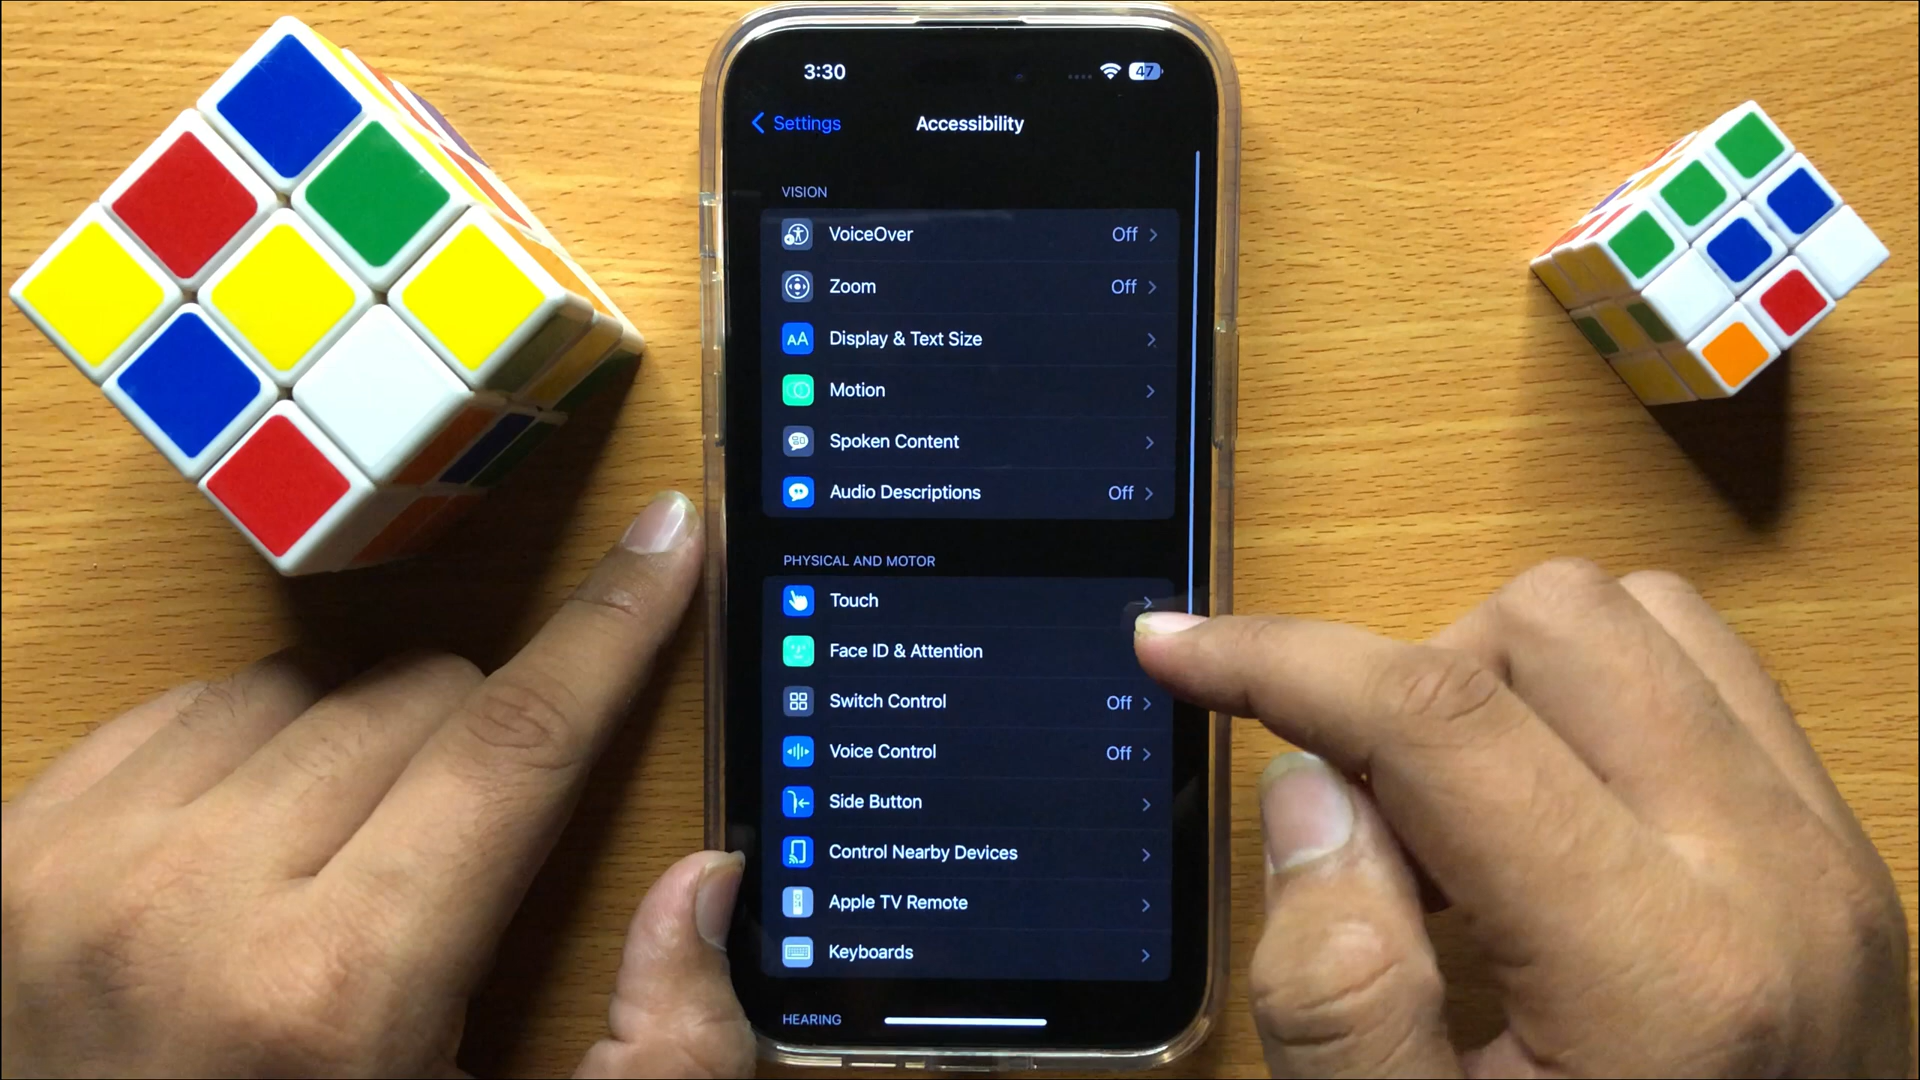 3:30
47
Settings
Accessibility
VISION
VoiceOver Off
Zoom Off
AA Display & Text Size
Motion
Spoken Content
Audio Descriptions Off
PHYSICAL AND MOTOR
Touch
Face ID & Attention
Switch Control Off
Voice Control Off
Side Button
Control Nearby Devices
Apple TV Remote
Keyboards
HEARING